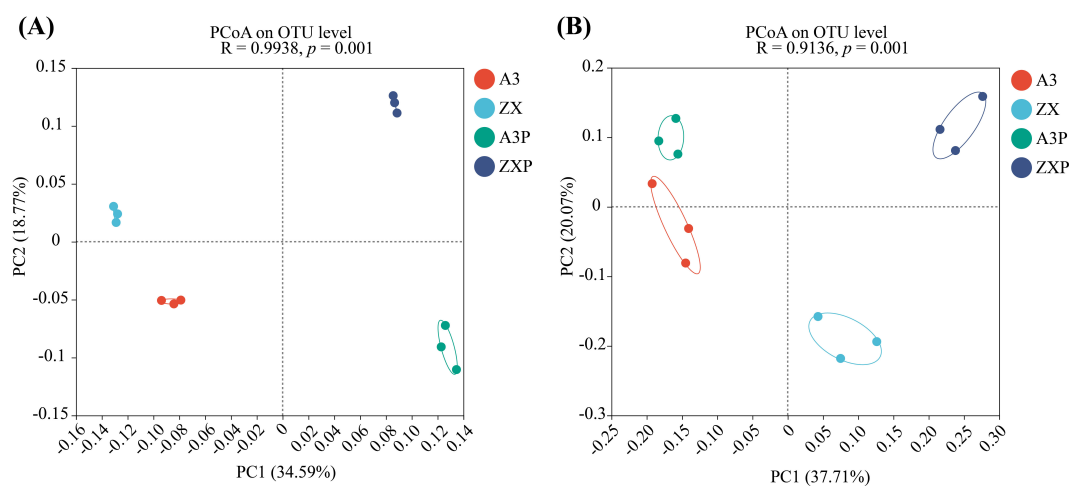 (A)
PCoA on OTU level
R = 0.9938, p = 0.001
0.15
0.1
0.05
0
-0.05
-0.1
-0.15
PC2 (18.77%)
-0.16
-0.14
-0.12
-0.10
-0.08
-0.06
-0.04
-0.02
0
0.02
0.04
0.06
0.08
0.10
0.12
0.14
PC1 (34.59%)
A3
ZX
A3P
ZXP
(B)
PCoA on OTU level
R = 0.9136, p = 0.001
0.2
0.1
0
-0.1
-0.2
-0.3
PC2 (20.07%)
-0.25
-0.20
-0.15
-0.10
-0.05
0
0.05
0.10
0.15
0.20
0.25
0.30
PC1 (37.71%)
A3
ZX
A3P
ZXP